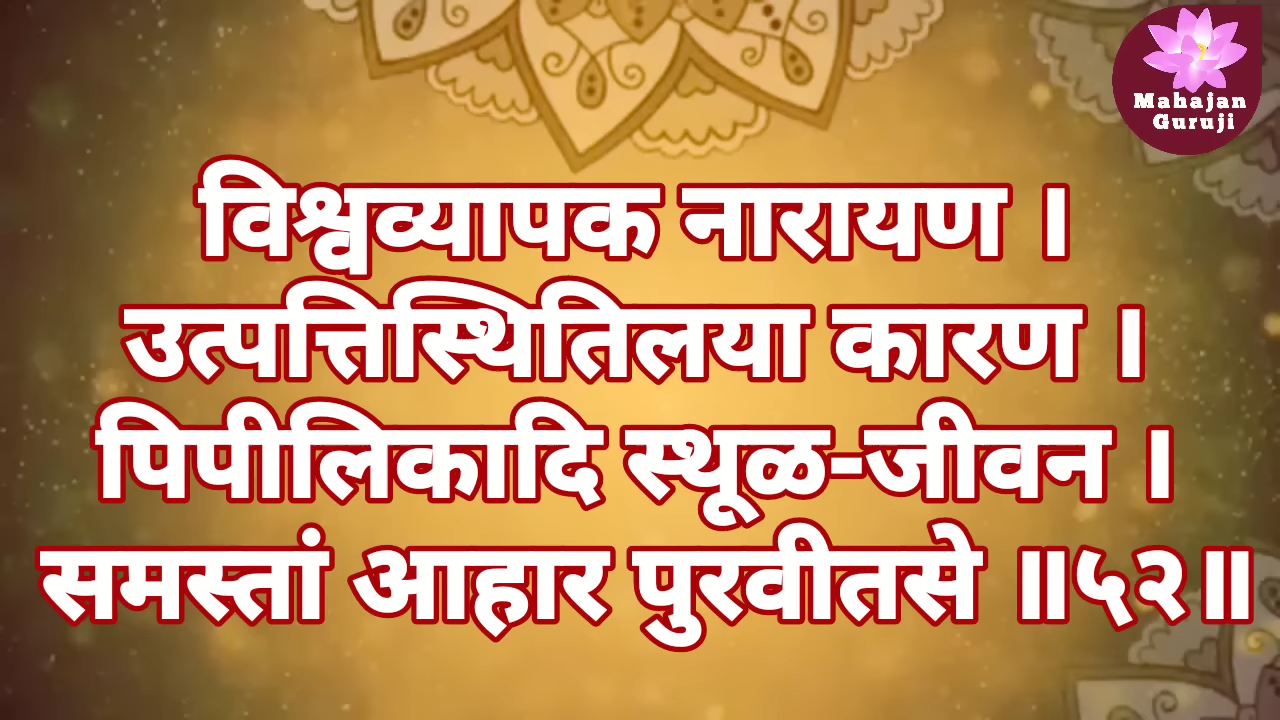 Mahajan
Guruji
विश्वव्यापक नारायण ।
उत्पत्तिस्थितिलया कारण ।
पिपीलिकादि स्थूळ-जीवन ।
समस्तां आहार पुरवीतसे ॥५२॥